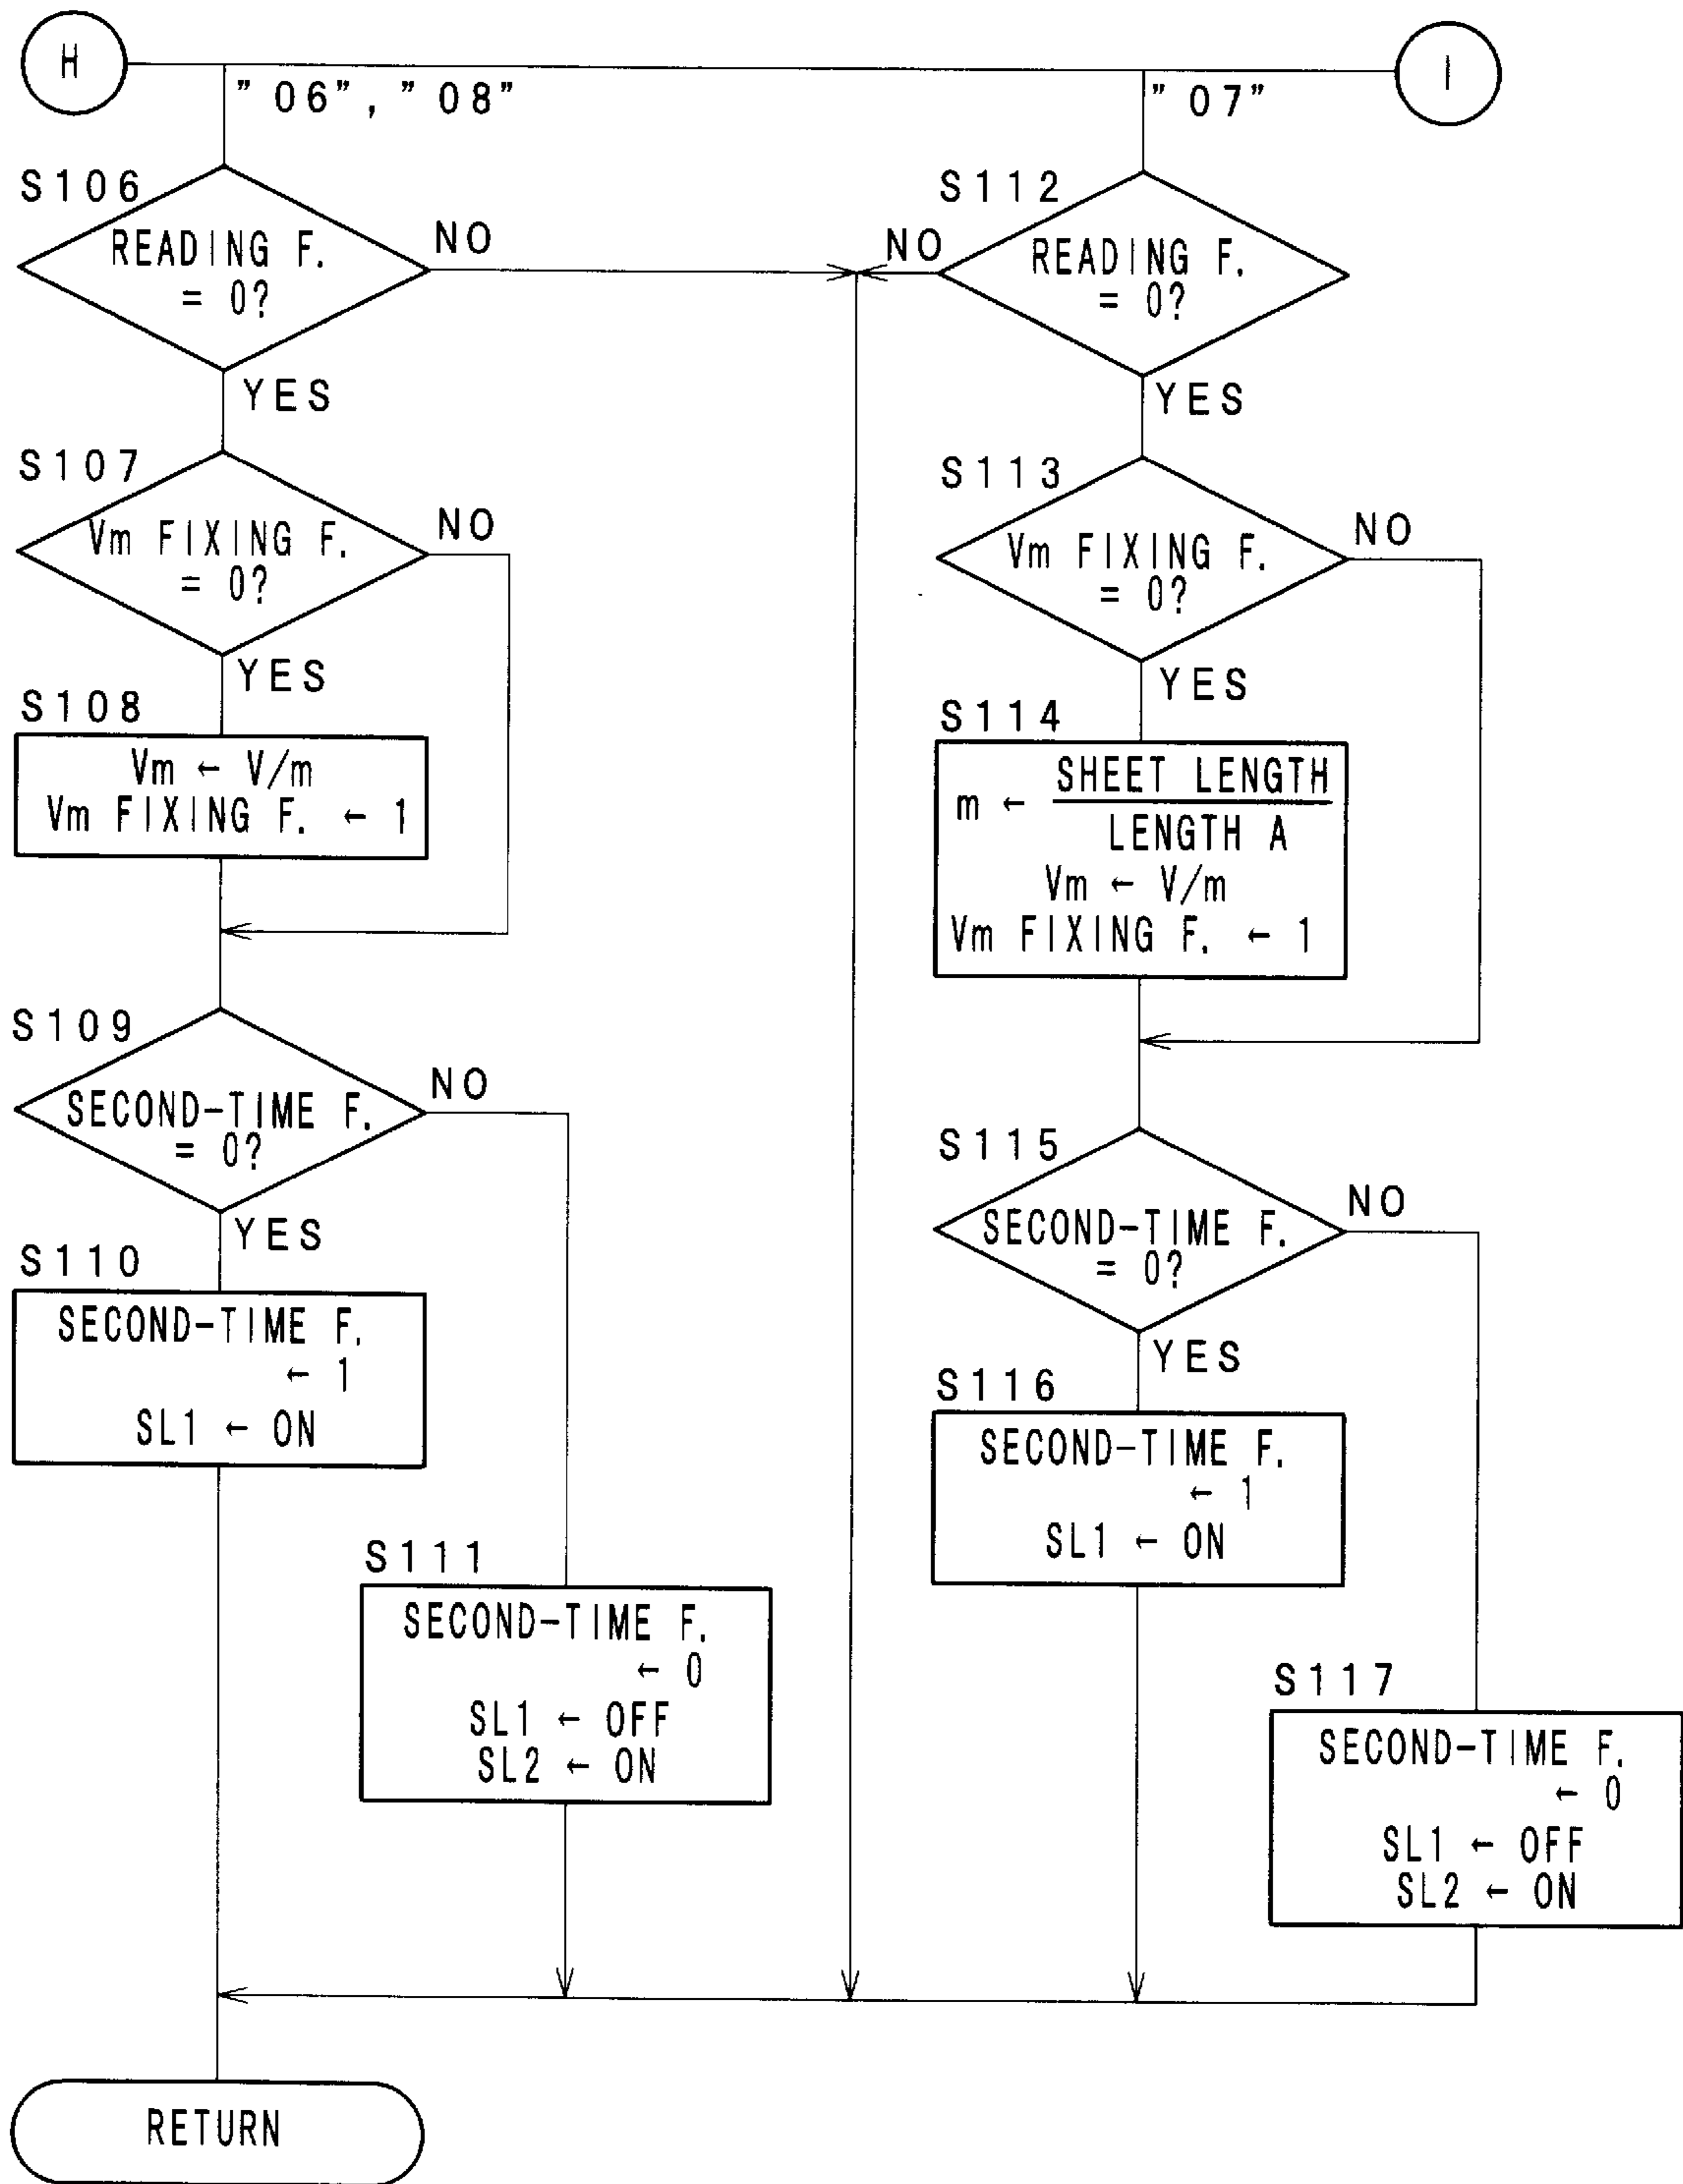 H
I
" 06", " 08"
" 07"
S106
READING F.
= 0?
NO
YES
S107
Vm FIXING F.
= 0?
NO
YES
S108
Vm ← V/m
Vm FIXING F. ← 1
S109
SECOND-TIME F.
= 0?
NO
YES
S110
SECOND-TIME F.
← 1
SL1 ← ON
S111
SECOND-TIME F.
← 0
SL1 ← OFF
SL2 ← ON
S112
READING F.
= 0?
NO
YES
S113
Vm FIXING F.
= 0?
NO
YES
S114
m ← SHEET LENGTH
LENGTH A
Vm ← V/m
Vm FIXING F. ← 1
S115
SECOND-TIME F.
= 0?
NO
YES
S116
SECOND-TIME F.
← 1
SL1 ← ON
S117
SECOND-TIME F.
← 0
SL1 ← OFF
SL2 ← ON
RETURN